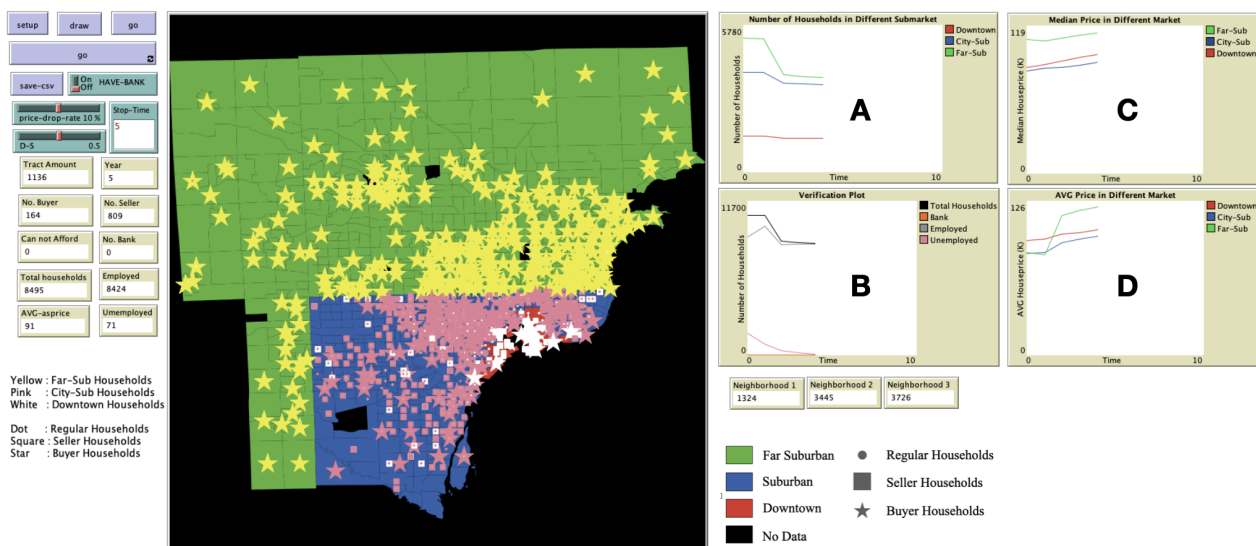 setup
draw
go
go
save-csv
On
Off
HAVE-BANK
price-drop-rate 10 %
D-S 0.5
Stop-Time
5
Tract Amount
1136
Year
5
No. Buyer
164
No. Seller
809
Can not Afford
0
No. Bank
0
Total households
8495
Employed
8424
AVG-asprice
91
Unemployed
71
Yellow : Far-Sub Households
Pink : City-Sub Households
White : Downtown Households
Dot : Regular Households
Square : Seller Households
Star : Buyer Households
Number of Households in Different Submarket
5780
Number of Households
0
0
Time
10
Downtown
City-Sub
Far-Sub
A
Median Price in Different Market
119
Median Houseprice (K)
0
0
Time
10
Far-Sub
City-Sub
Downtown
C
Verification Plot
11700
Number of Households
0
0
Time
10
Total Households
Bank
Employed
Unemployed
B
AVG Price in Different Market
126
AVG Houseprice (K)
0
0
Time
10
Downtown
City-Sub
Far-Sub
D
Neighborhood 1
1324
Neighborhood 2
3445
Neighborhood 3
3726
Far Suburban
Suburban
Downtown
No Data
Regular Households
Seller Households
Buyer Households
1